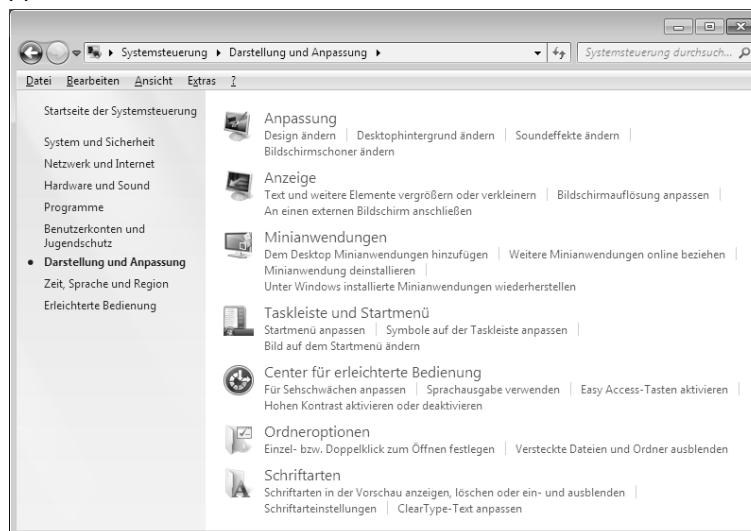 Systemsteuerung ▸ Darstellung und Anpassung ▸
Systemsteuerung durchsuch...
Datei Bearbeiten Ansicht Extras ?
Startseite der Systemsteuerung
System und Sicherheit
Netzwerk und Internet
Hardware und Sound
Programme
Benutzerkonten und
Jugendschutz
Darstellung und Anpassung
Zeit, Sprache und Region
Erleichterte Bedienung
Anpassung
Design ändern | Desktophintergrund ändern | Soundeffekte ändern |
Bildschirmschoner ändern
Anzeige
Text und weitere Elemente vergrößern oder verkleinern | Bildschirmauflösung anpassen |
An einen externen Bildschirm anschließen
Minianwendungen
Dem Desktop Minianwendungen hinzufügen | Weitere Minianwendungen online beziehen |
Minianwendung deinstallieren |
Unter Windows installierte Minianwendungen wiederherstellen
Taskleiste und Startmenü
Startmenü anpassen | Symbole auf der Taskleiste anpassen |
Bild auf dem Startmenü ändern
Center für erleichterte Bedienung
Für Sehschwächen anpassen | Sprachausgabe verwenden | Easy Access-Tasten aktivieren |
Hohen Kontrast aktivieren oder deaktivieren
Ordneroptionen
Einzel- bzw. Doppelklick zum Öffnen festlegen | Versteckte Dateien und Ordner ausblenden
Schriftarten
Schriftarten in der Vorschau anzeigen, löschen oder ein- und ausblenden |
Schriftarteinstellungen | ClearType-Text anpassen